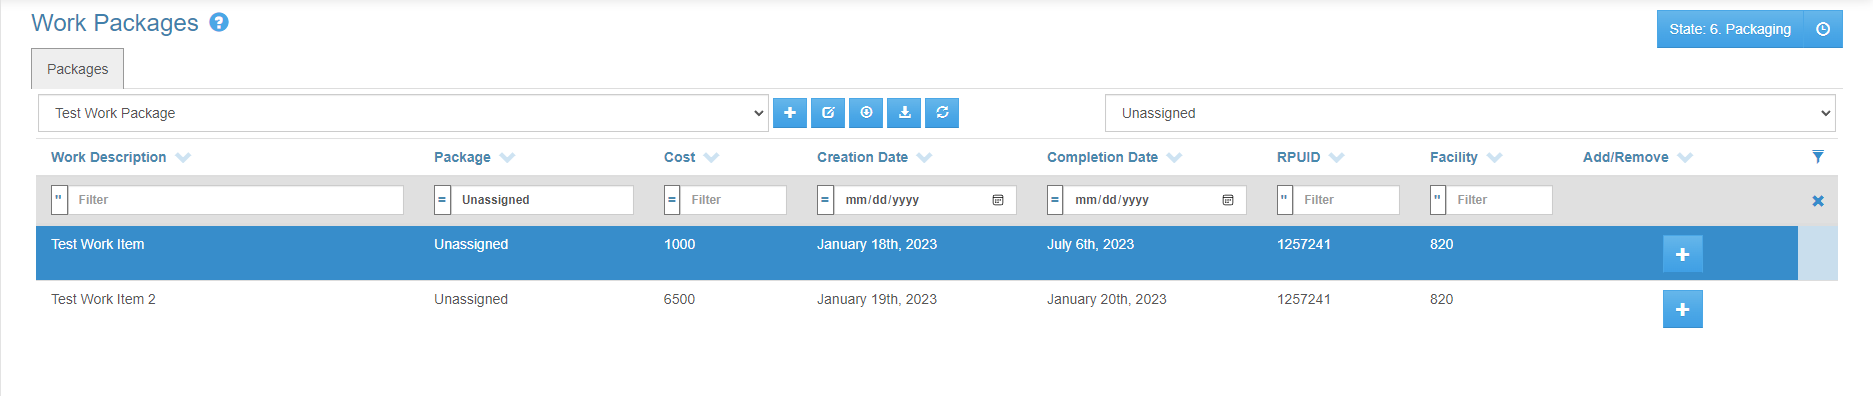 Work Packages ?
State: 6. Packaging
Packages
Test Work Package
Unassigned
Work Description Package Cost Creation Date Completion Date RPUID Facility Add/Remove
" Filter = Unassigned = Filter = mm/dd/yyyy = mm/dd/yyyy " Filter " Filter
Test Work Item Unassigned 1000 January 18th, 2023 July 6th, 2023 1257241 820
Test Work Item 2 Unassigned 6500 January 19th, 2023 January 20th, 2023 1257241 820